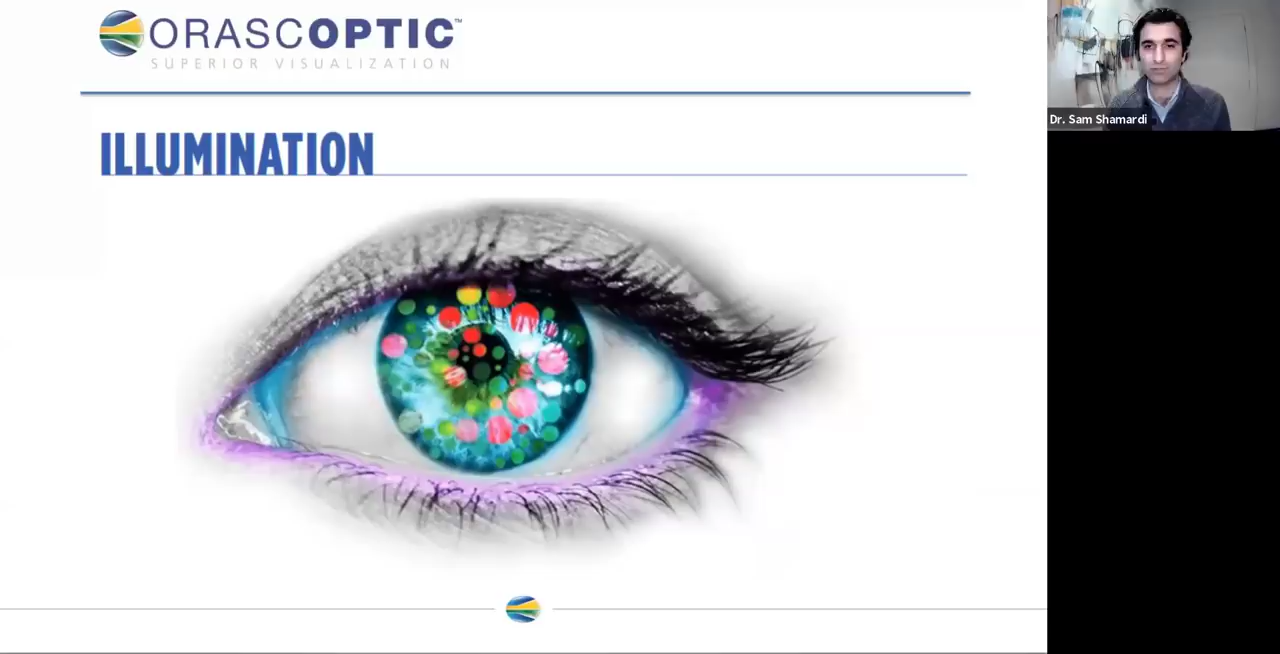 ORASCOPTIC™
SUPERIOR VISUALIZATION
ILLUMINATION
Dr. Sam Shamardi